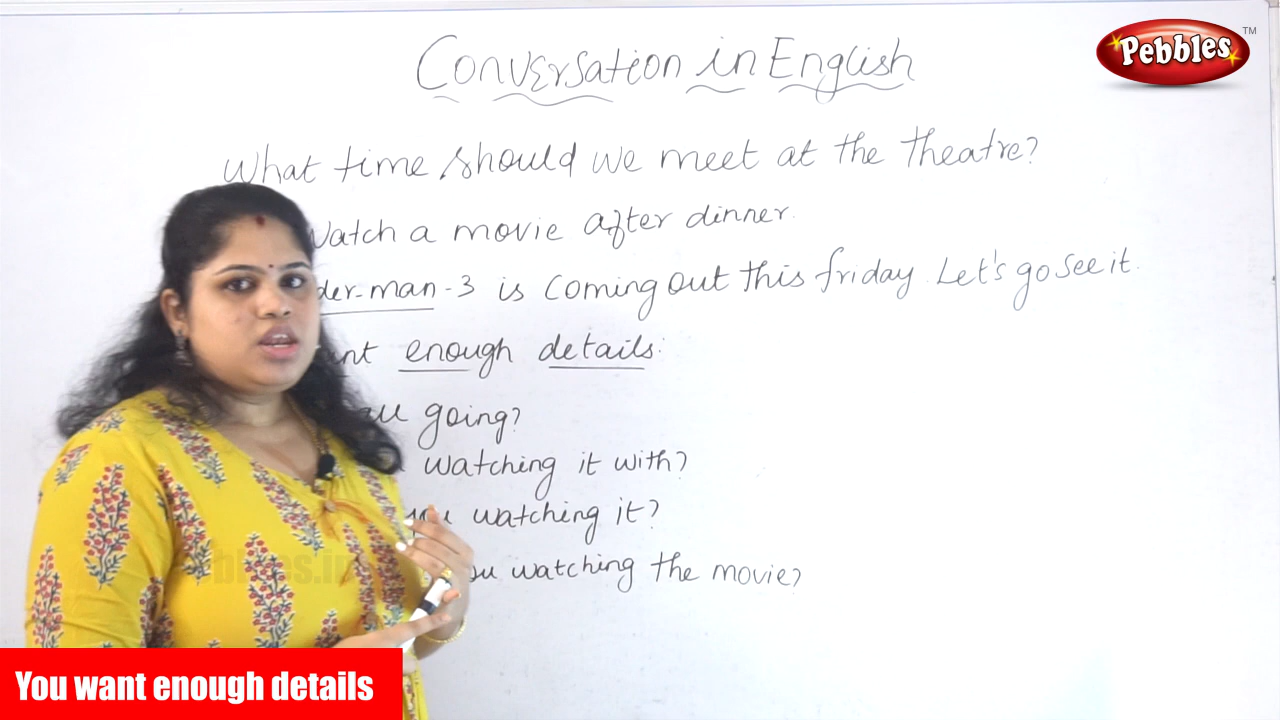 Conversation in English
Pebbles TM
What time should we meet at the theatre?
Watch a movie after dinner.
der-man-3 is coming out this friday. Let's go see it.
enough details:
going?
watching it with?
you watching it?
watching the movie?
You want enough details